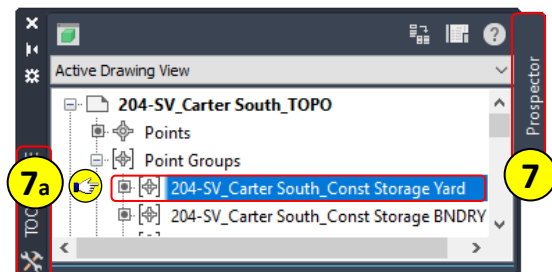 Active Drawing View
204-SV_Carter South_TOPO
Points
Point Groups
204-SV_Carter South_Const Storage Yard
204-SV_Carter South_Const Storage BNDRY
7a
7
Prospector
TOO